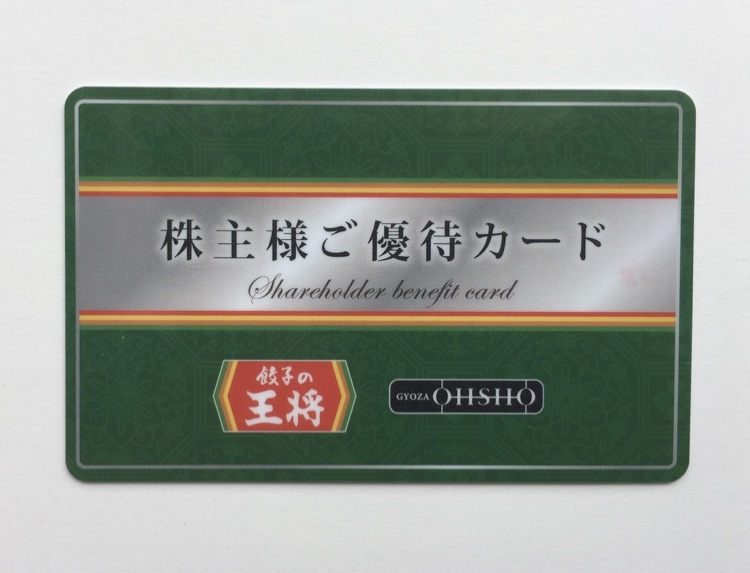 株主様ご優待カード
Shareholder benefit card
餃子の
王将
GYOZA OHSHO